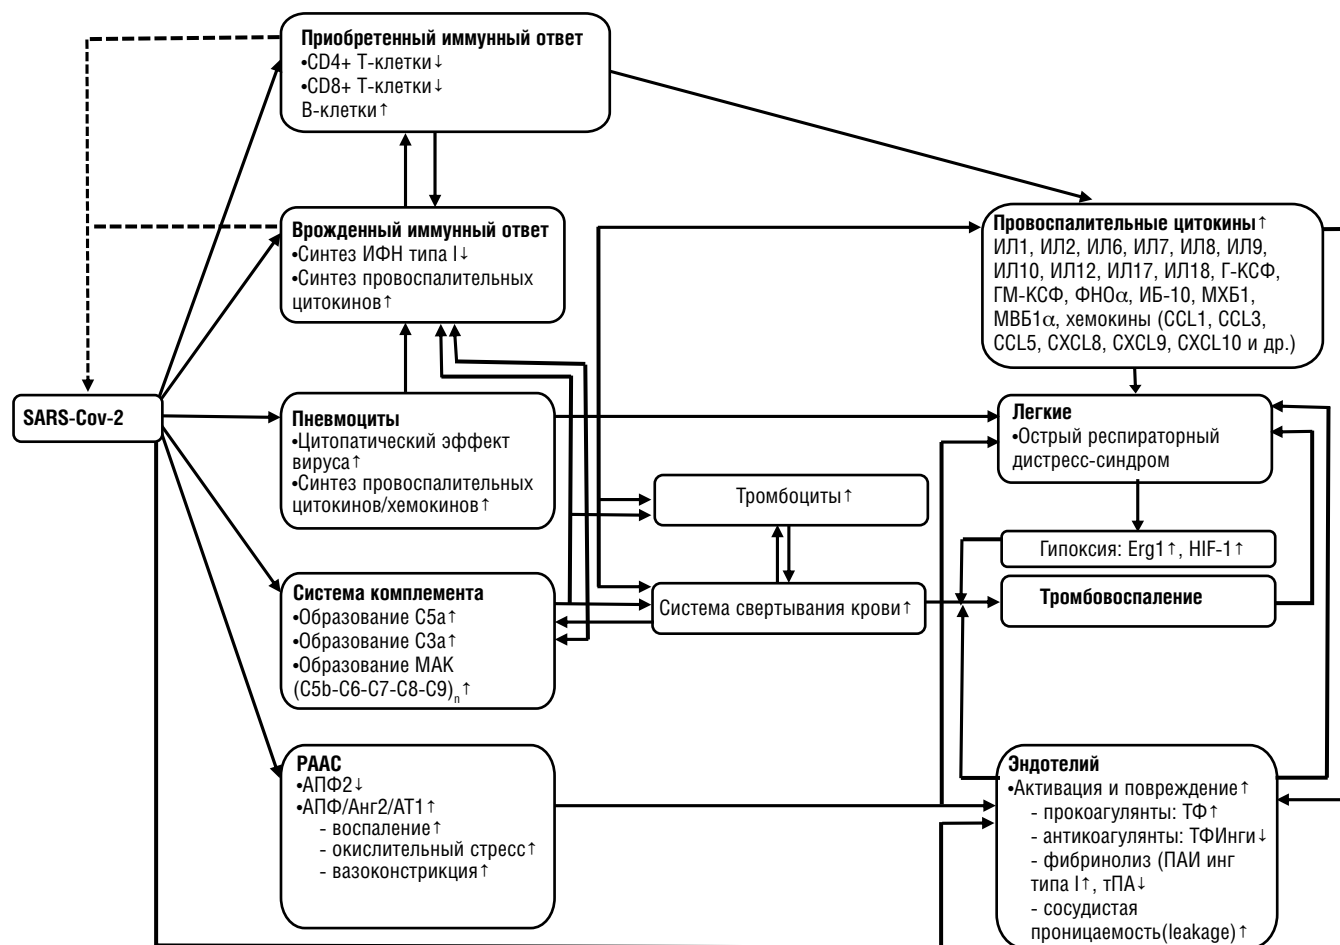 Приобретенный иммунный ответ
•CD4+ Т-клетки↓
•CD8+ Т-клетки↓
В-клетки↑
Врожденный иммунный ответ
•Синтез ИФН типа I↓
•Синтез провоспалительных
цитокинов↑
Провоспалительные цитокины↑
ИЛ1, ИЛ2, ИЛ6, ИЛ7, ИЛ8, ИЛ9,
ИЛ10, ИЛ12, ИЛ17, ИЛ18, Г-КСФ,
ГМ-КСФ, ФНОα, ИБ-10, МХБ1,
МВБ1α, хемокины (CCL1, CCL3,
CCL5, CXCL8, CXCL9, CXCL10 и др.)
SARS-Cov-2
Пневмоциты
•Цитопатический эффект
вируса↑
•Синтез провоспалительных
цитокинов/хемокинов↑
Легкие
•Острый респираторный
дистресс-синдром
Тромбоциты↑
Гипоксия: Erg1↑, HIF-1↑
Система комплемента
•Образование C5a↑
•Образование C3a↑
•Образование МАК
(C5b-C6-C7-C8-C9)n↑
Система свертывания крови↑
Тромбовоспаление
РААС
•АПФ2↓
•АПФ/Анг2/АТ1↑
- воспаление↑
- окислительный стресс↑
- вазоконстрикция↑
Эндотелий
•Активация и повреждение↑
- прокоагулянты: ТФ↑
- антикоагулянты: ТФИнги↓
- фибринолиз (ПАИ инг
типа I↑, тПА↓
- сосудистая
проницаемость(leakage)↑